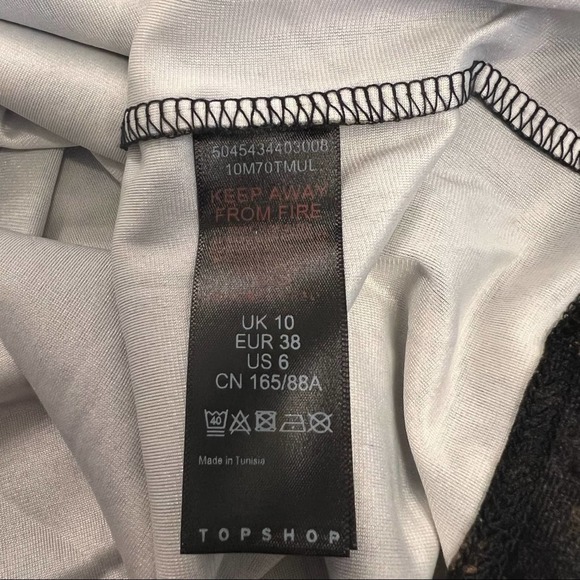 5045434403008
10M70TMUL
KEEP AWAY
FROM FIRE
UK 10
EUR 38
US 6
CN 165/88A
40
Made in Tunisia
TOPSHOP